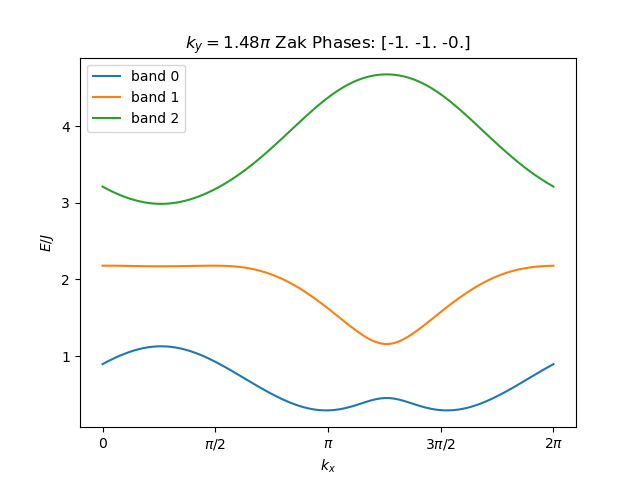 $k_y = 1.48\pi$ Zak Phases: [-1. -1. -0.]
band 0
band 1
band 2
4
3
2
1
E/J
0
π/2
π
3π/2
2π
$k_x$